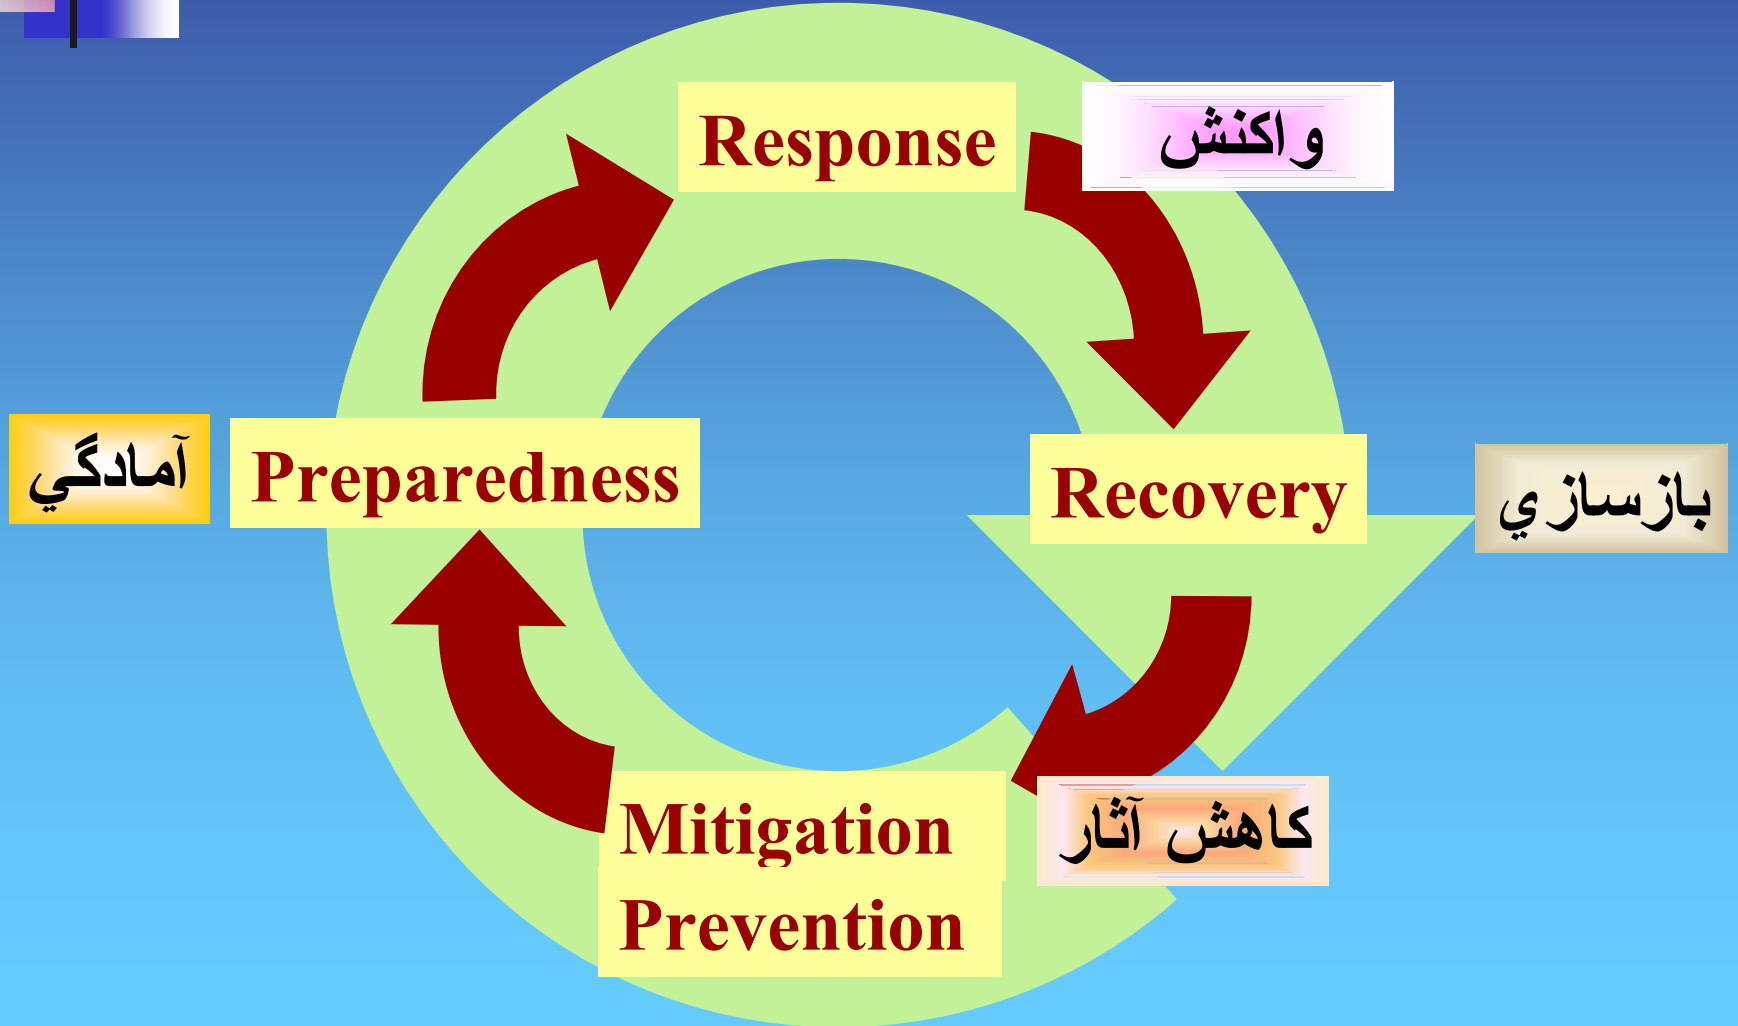 Response
واكنش
Preparedness
آمادگي
Recovery
بازسازي
Mitigation
Prevention
كاهش آثار